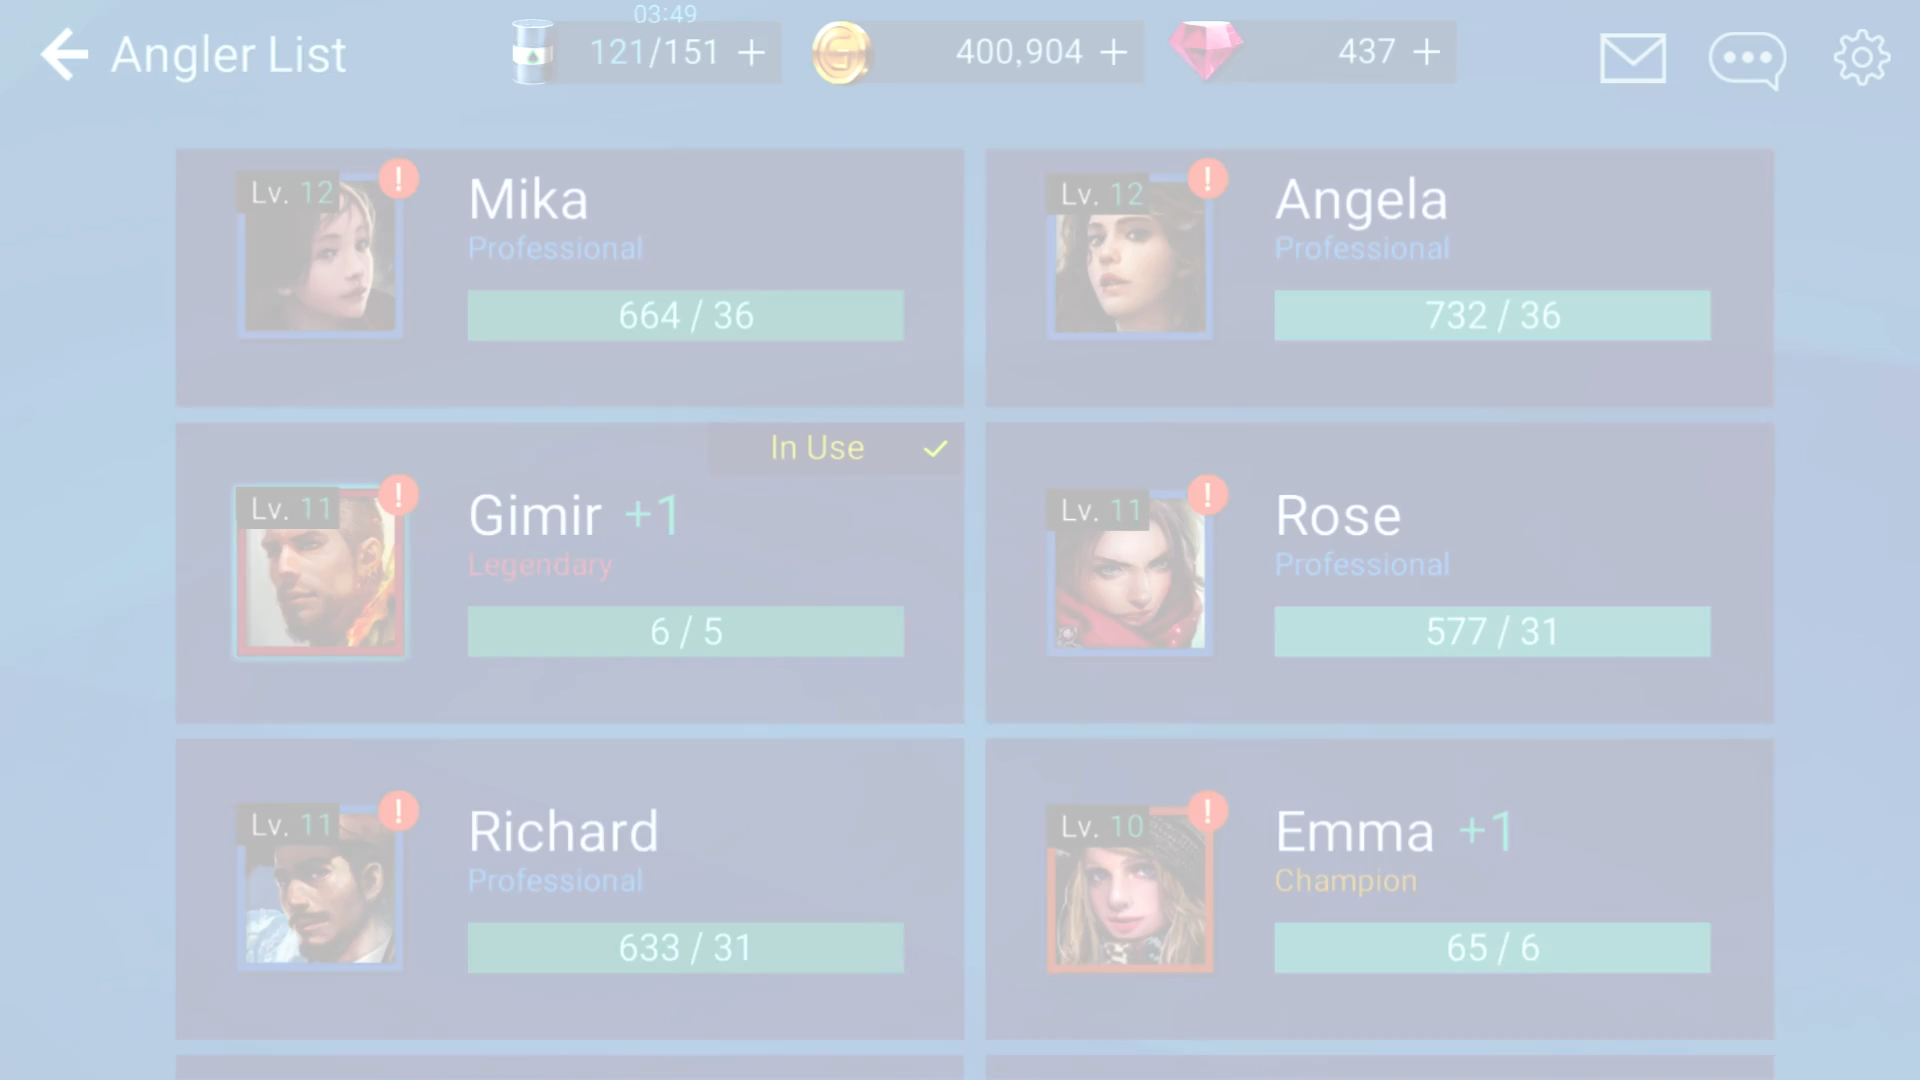 03:49
Angler List
121/151 +
400,904 +
437 +
Lv. 12
!
Mika
Professional
664 / 36
Lv. 12
!
Angela
Professional
732 / 36
In Use
Lv. 11
!
Gimir +1
Legendary
6 / 5
Lv. 11
!
Rose
Professional
577 / 31
Lv. 11
!
Richard
Professional
633 / 31
Lv. 10
!
Emma +1
Champion
65 / 6